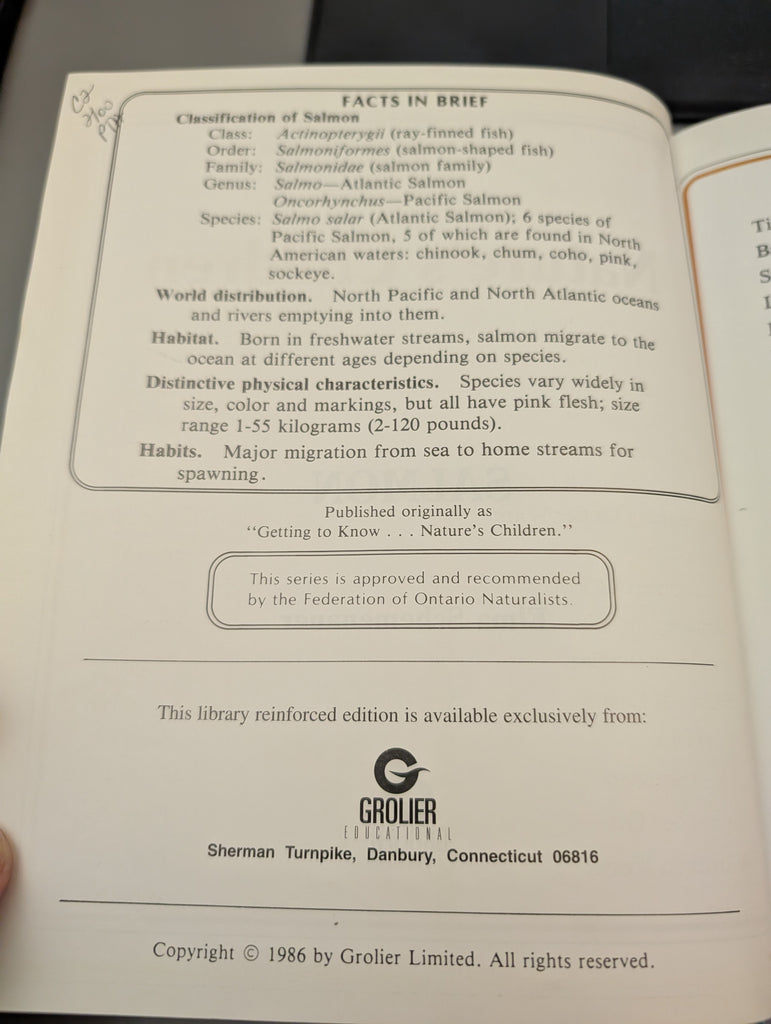 C2
2/00
FACTS IN BRIEF
Classification of Salmon
Class: Actinopterygii (ray-finned fish)
Order: Salmoniformes (salmon-shaped fish)
Family: Salmonidae (salmon family)
Genus: Salmo—Atlantic Salmon
Oncorhynchus—Pacific Salmon
Species: Salmo salar (Atlantic Salmon); 6 species of
Pacific Salmon, 5 of which are found in North
American waters: chinook, chum, coho, pink,
sockeye.
World distribution. North Pacific and North Atlantic oceans
and rivers emptying into them.
Habitat. Born in freshwater streams, salmon migrate to the
ocean at different ages depending on species.
Distinctive physical characteristics. Species vary widely in
size, color and markings, but all have pink flesh; size
range 1-55 kilograms (2-120 pounds).
Habits. Major migration from sea to home streams for
spawning.
Published originally as
"Getting to Know . . . Nature's Children."
This series is approved and recommended
by the Federation of Ontario Naturalists.
This library reinforced edition is available exclusively from:
GROLIER
EDUCATIONAL
Sherman Turnpike, Danbury, Connecticut 06816
Copyright © 1986 by Grolier Limited. All rights reserved.